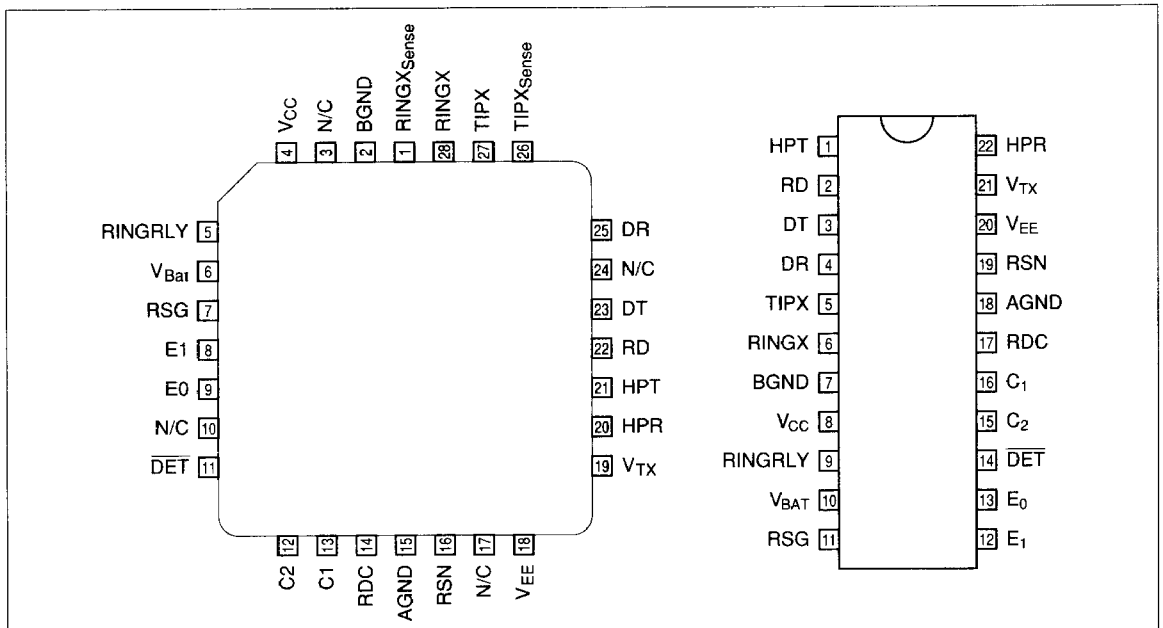 VCC
N/C
BGND
RINGXSense
RINGX
TIPX
TIPXSense
4
3
2
1
28
27
26
RINGRLY 5
VBat 6
RSG 7
E1 8
E0 9
N/C 10
DET 11
25 DR
24 N/C
23 DT
22 RD
21 HPT
20 HPR
19 VTX
12
13
14
15
16
17
18
C2
C1
RDC
AGND
RSN
N/C
VEE
HPT 1
RD 2
DT 3
DR 4
TIPX 5
RINGX 6
BGND 7
VCC 8
RINGRLY 9
VBAT 10
RSG 11
22 HPR
21 VTX
20 VEE
19 RSN
18 AGND
17 RDC
16 C1
15 C2
14 DET
13 E0
12 E1